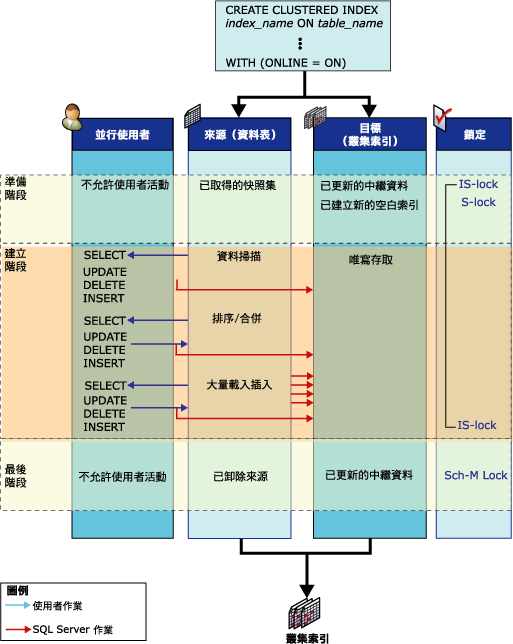 CREATE CLUSTERED INDEX
index_name ON table_name
WITH (ONLINE = ON)
並行使用者
來源（資料表）
目標
（叢集索引）
鎖定
準備
階段
不允許使用者活動
已取得的快照集
已更新的中繼資料
已建立新的空白索引
IS-lock
S-lock
建立
階段
SELECT
資料掃描
唯寫存取
UPDATE
DELETE
INSERT
SELECT
排序/合併
UPDATE
DELETE
INSERT
SELECT
大量載入插入
UPDATE
DELETE
INSERT
IS-lock
最後
階段
不允許使用者活動
已卸除來源
已更新的中繼資料
Sch-M Lock
圖例
使用者作業
SQL Server 作業
叢集索引